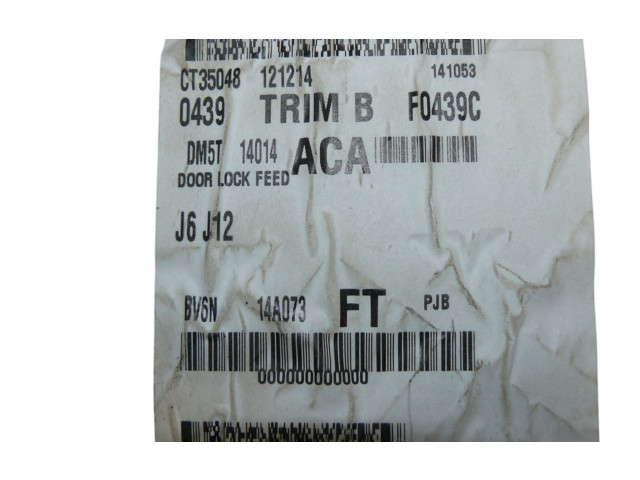 CT35048 121214 141053
0439 TRIM B F0439C
DM5T 14014 ACA
DOOR LOCK FEED
J6 J12
BV6N 14A073 FT PJB
000000000000